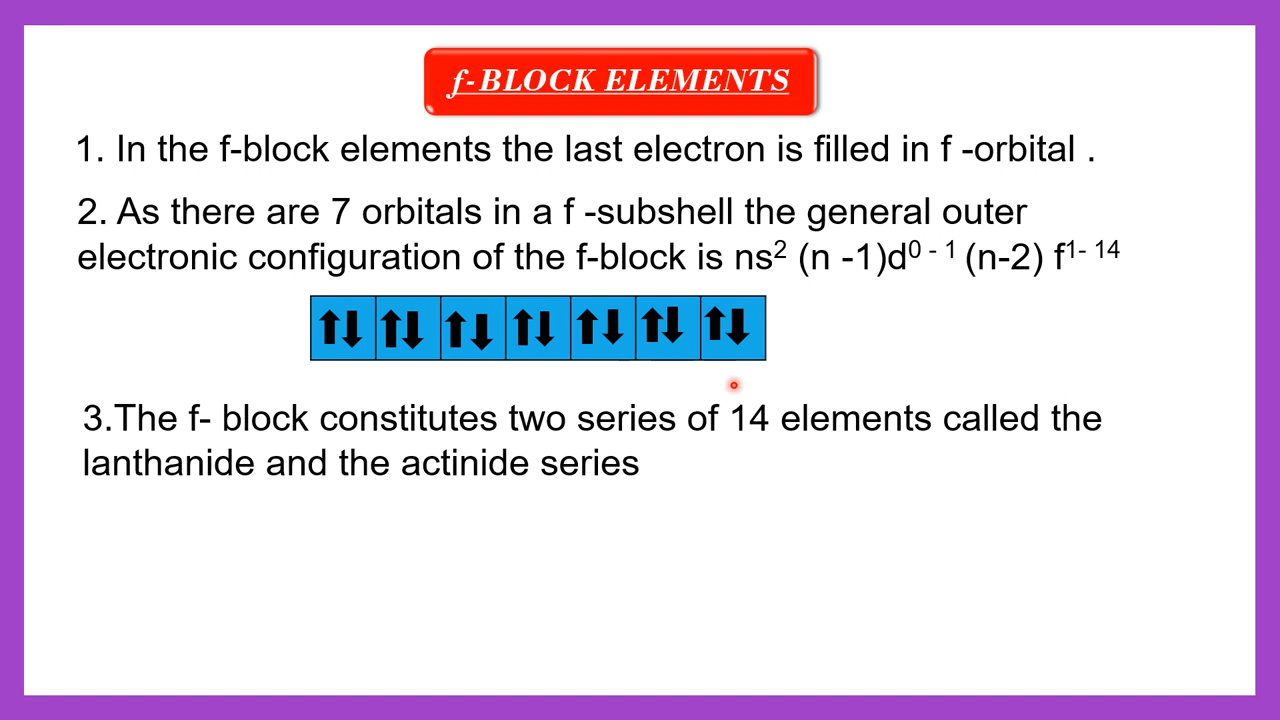 f-BLOCK ELEMENTS
1. In the f-block elements the last electron is filled in f -orbital .
2. As there are 7 orbitals in a f -subshell the general outer
electronic configuration of the f-block is ns² (n -1)d⁰ ⁻ ¹ (n-2) f¹⁻ ¹⁴
3.The f- block constitutes two series of 14 elements called the
lanthanide and the actinide series